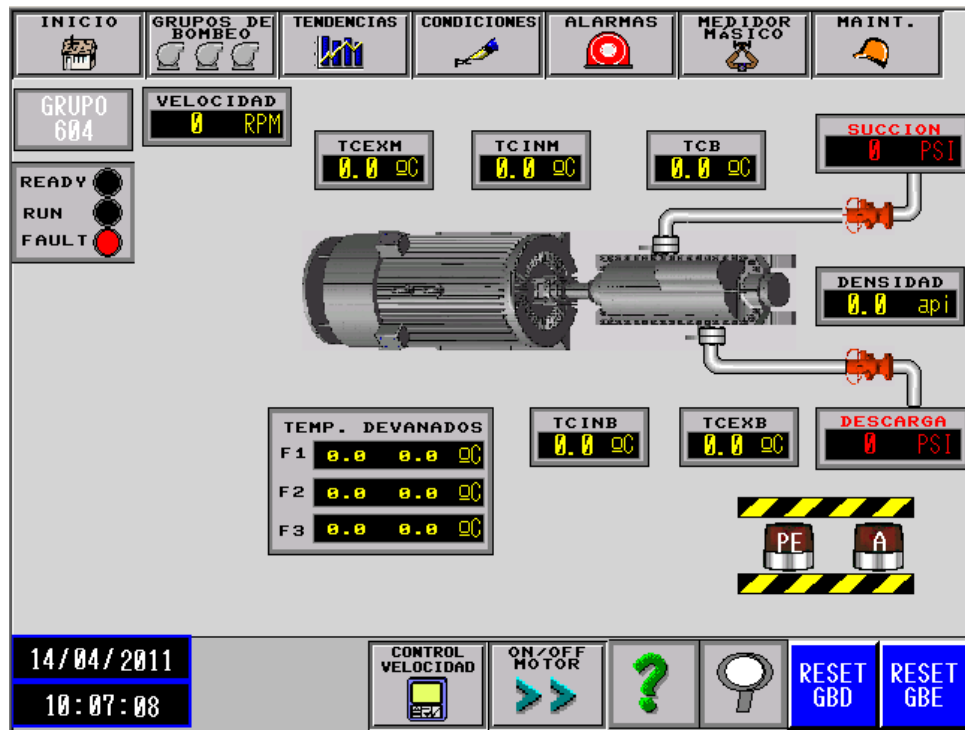 INICIO
GRUPOS DE
BOMBEO
TENDENCIAS
CONDICIONES
ALARMAS
MEDIDOR
MáSICO
MAINT.
GRUPO
604
VELOCIDAD
0 RPM
READY
RUN
FAULT
TCEXM
0.0 ºC
TCINM
0.0 ºC
TCB
0.0 ºC
SUCCION
0 PSI
DENSIDAD
0.0 api
TEMP. DEVANADOS
F1 0.0 0.0 ºC
F2 0.0 0.0 ºC
F3 0.0 0.0 ºC
TCINB
0.0 ºC
TCEXB
0.0 ºC
DESCARGA
0 PSI
PE
A
14/04/2011
10:07:08
CONTROL
VELOCIDAD
ON/OFF
MOTOR
?
RESET
GBD
RESET
GBE